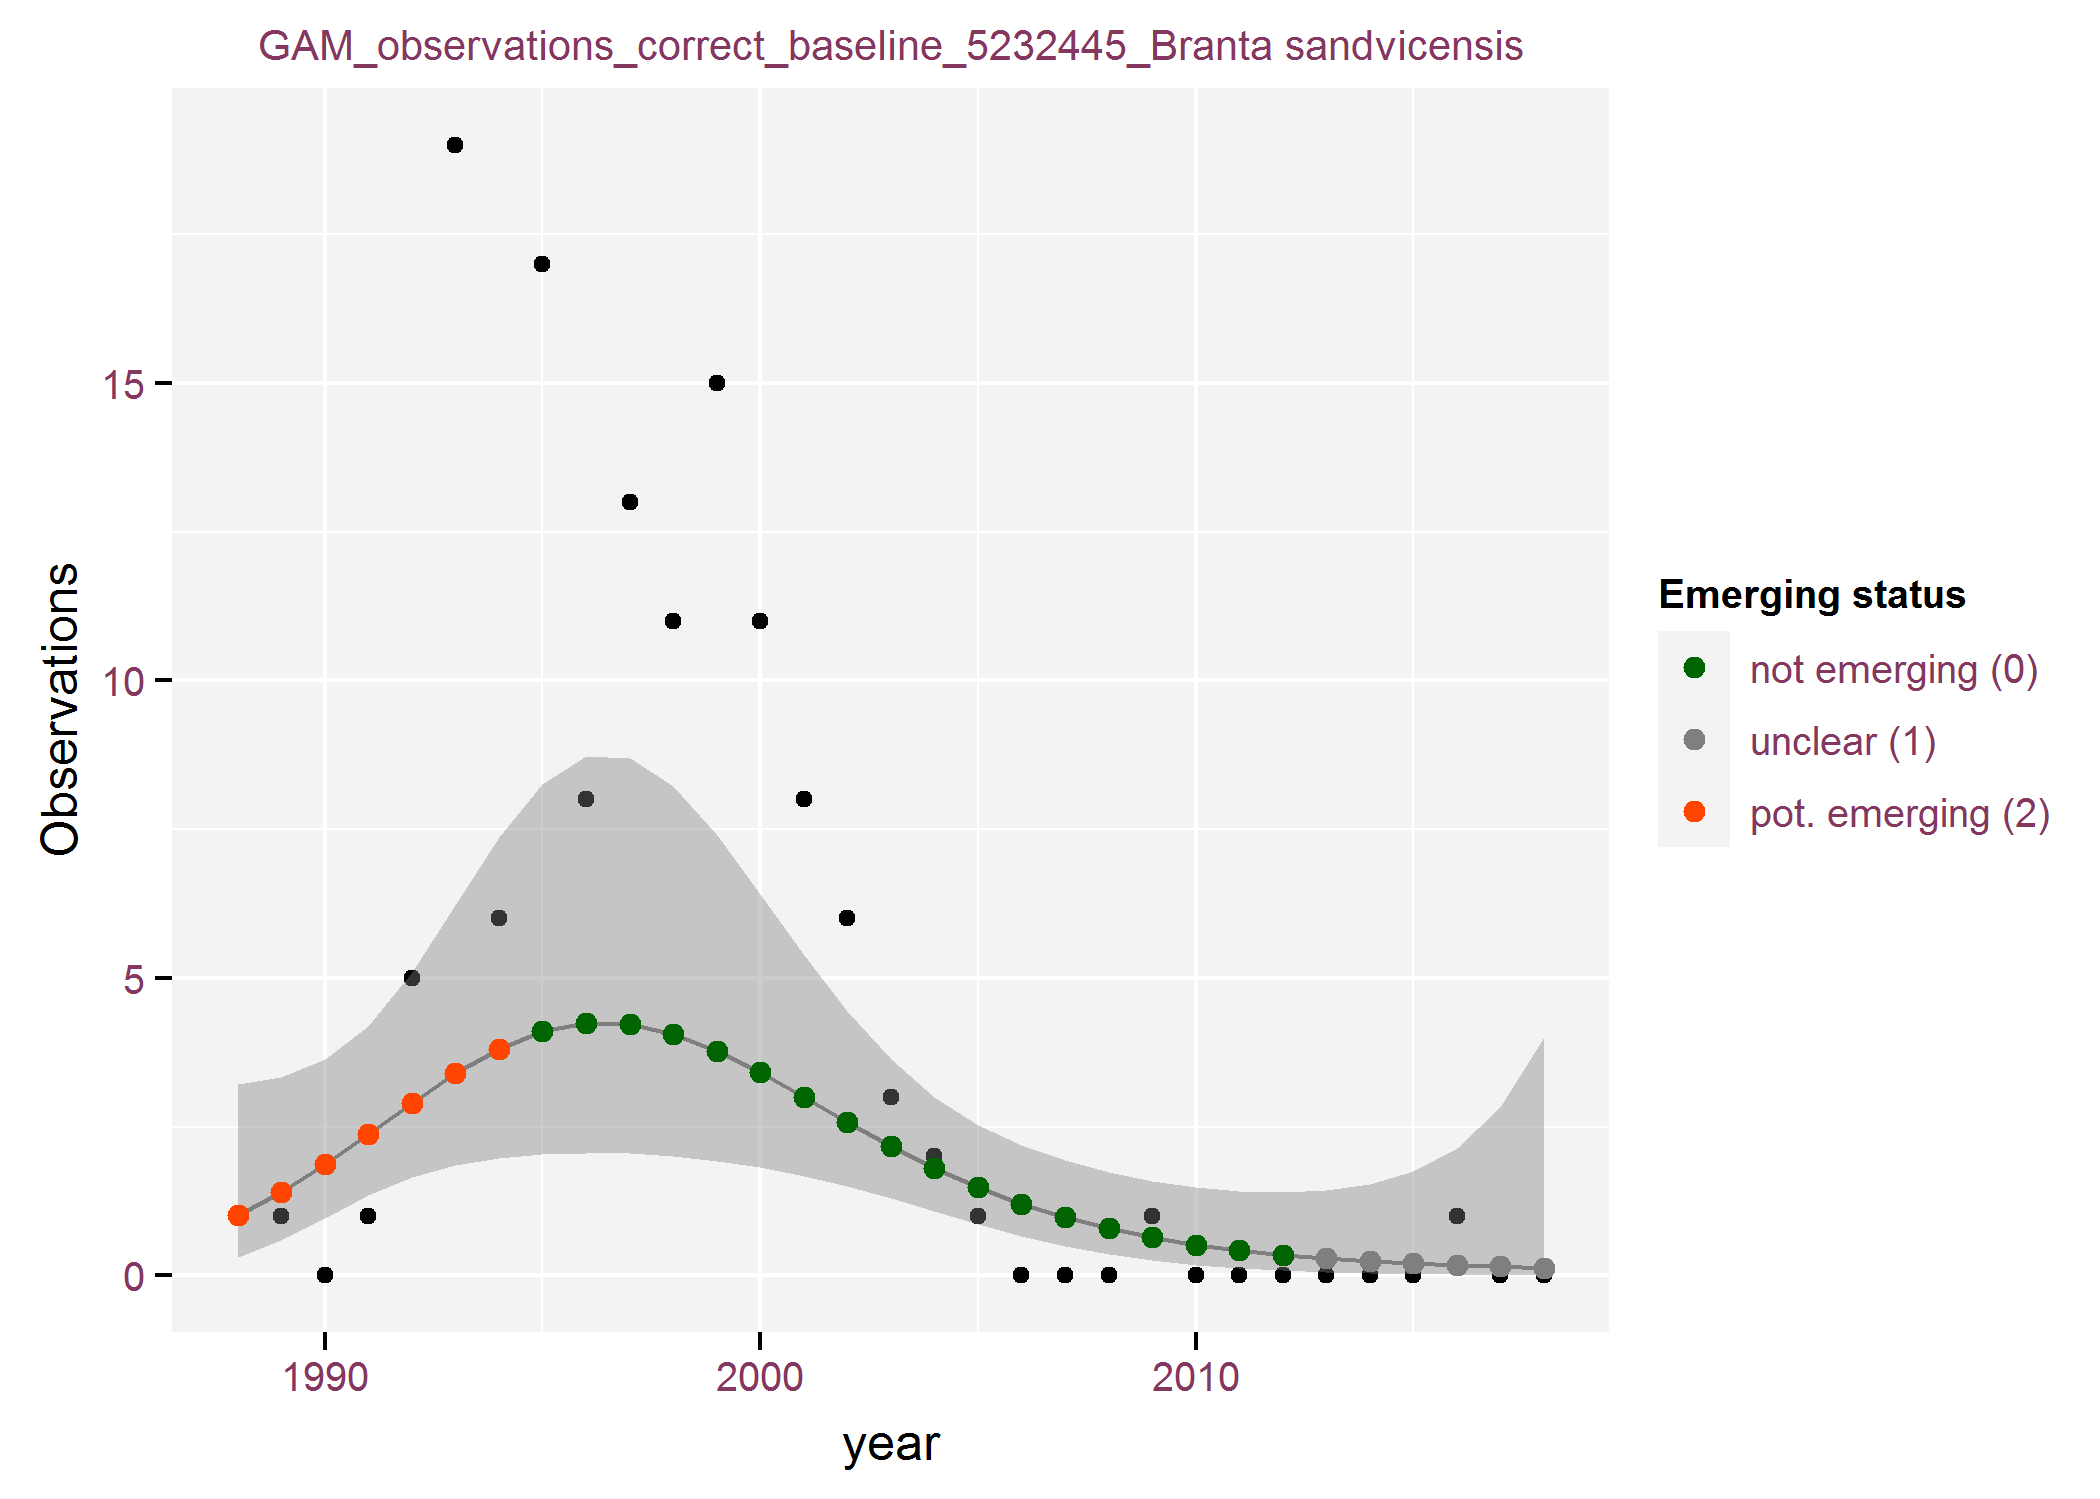 GAM_observations_correct_baseline_5232445_Branta sandvicensis
15
10
5
0
Observations
1990 2000 2010
year
Emerging status
not emerging (0)
unclear (1)
pot. emerging (2)